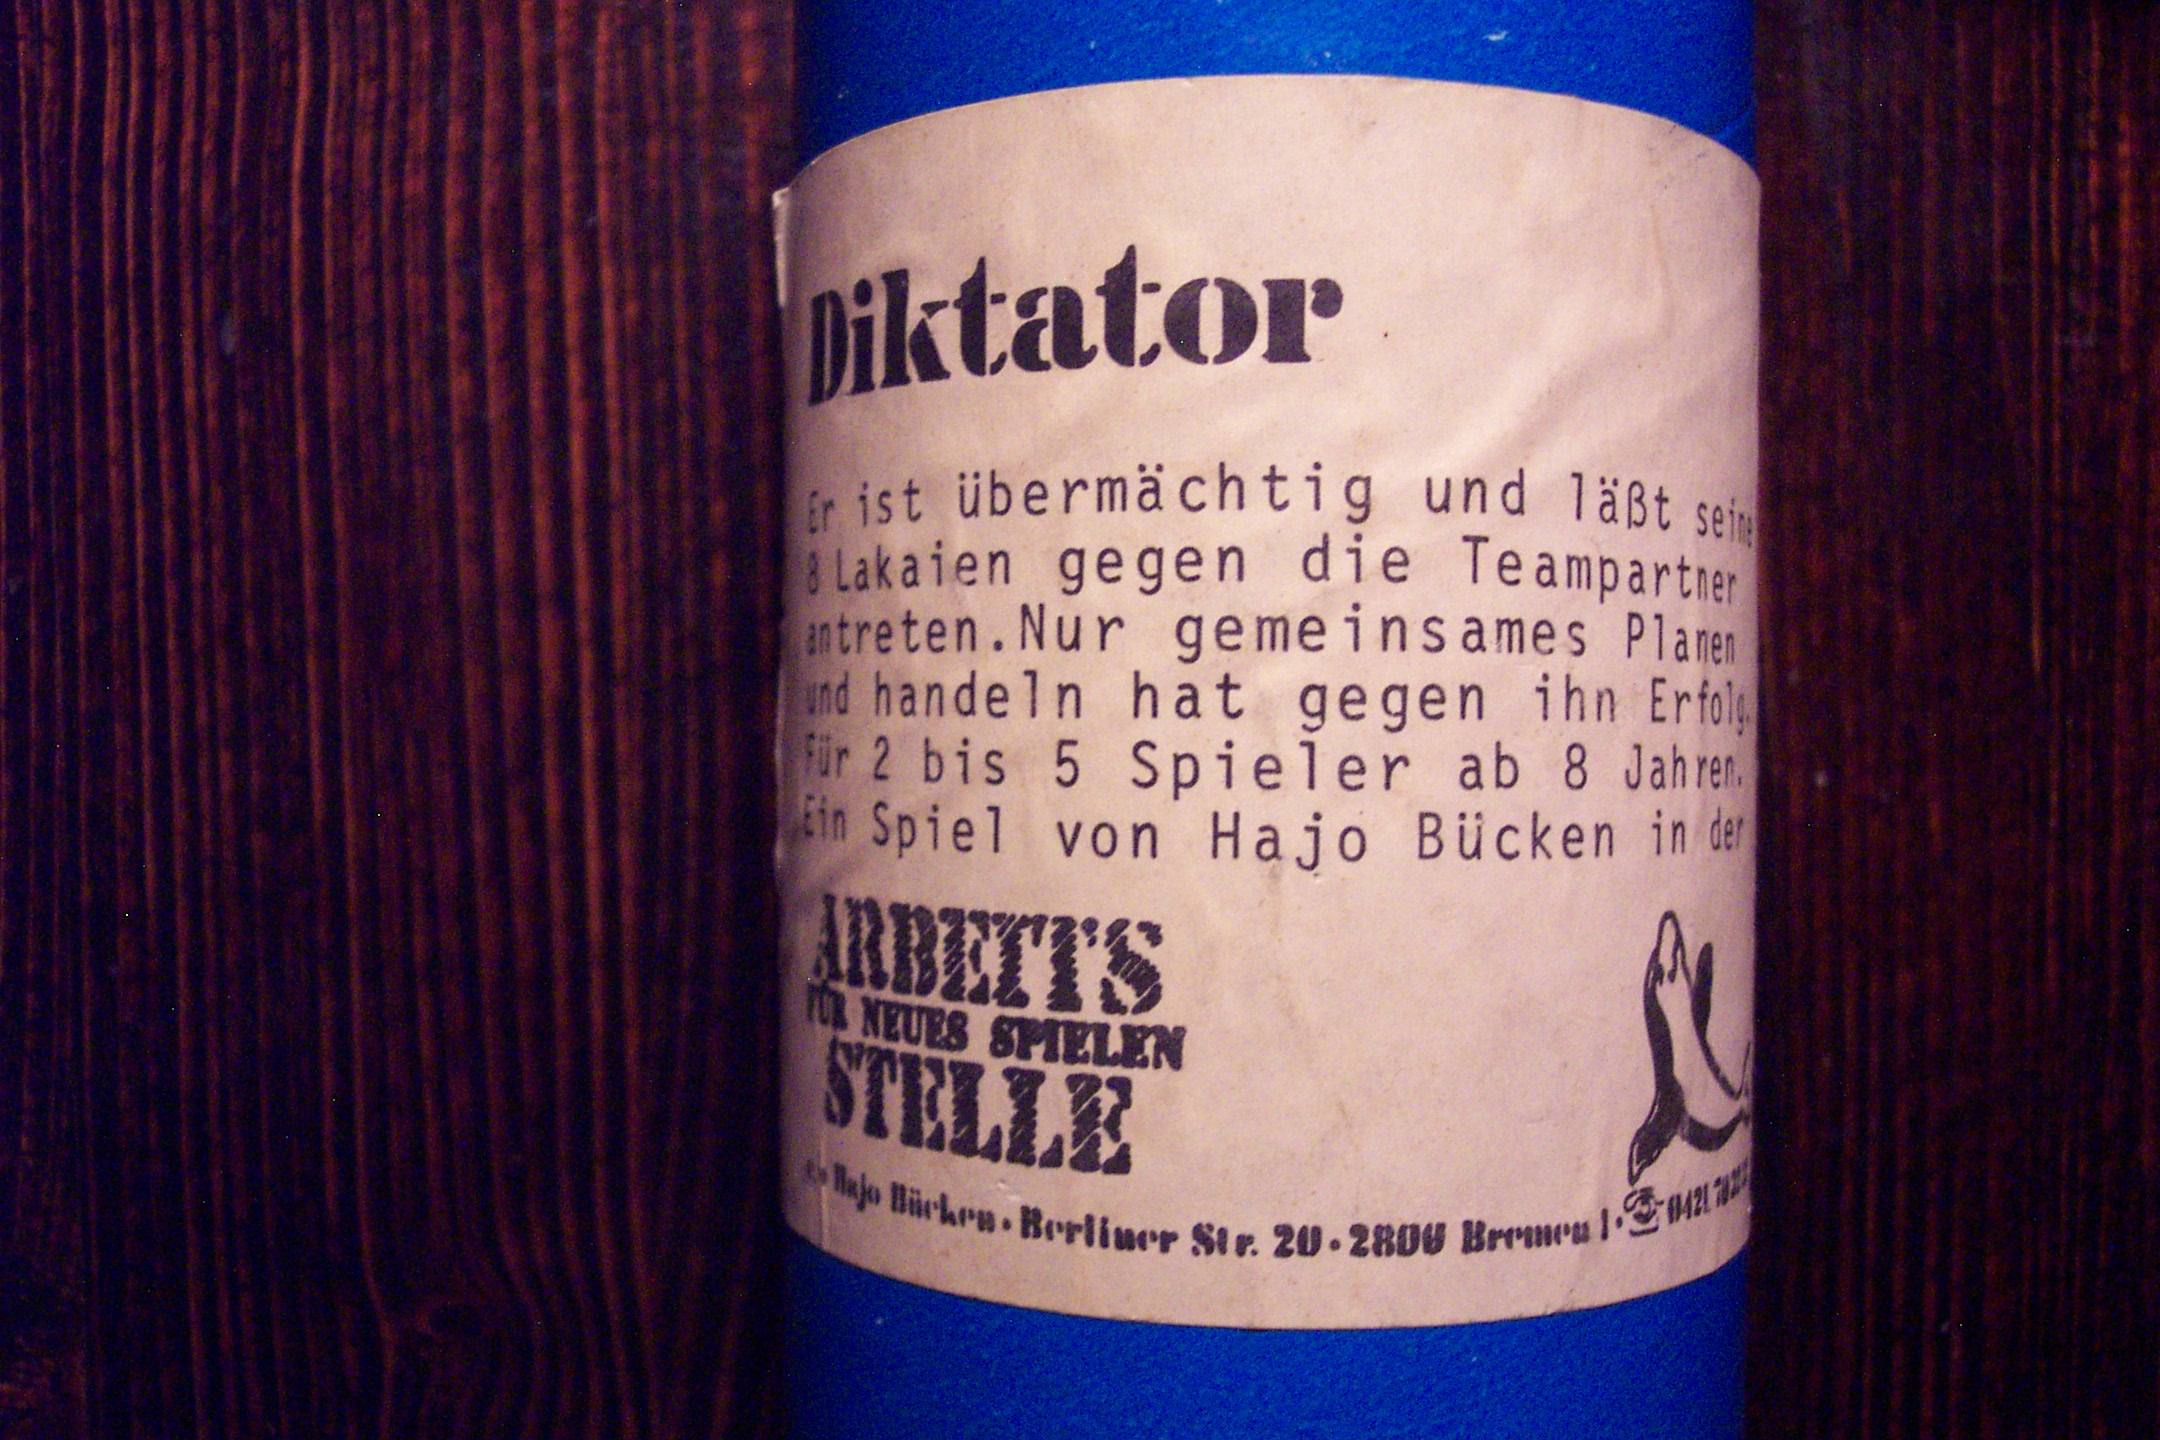 Diktator
Er ist übermächtig und läßt seine
8 Lakaien gegen die Teampartner
antreten.Nur gemeinsames Planen
und handeln hat gegen ihn Erfolg.
Für 2 bis 5 Spieler ab 8 Jahren.
Ein Spiel von Hajo Bücken in der
ARBEITS
FÜR NEUES SPIELEN
STELLE
Hajo Bücken • Berliner Str. 20 • 2800 Bremen 1 • ☏ 0421